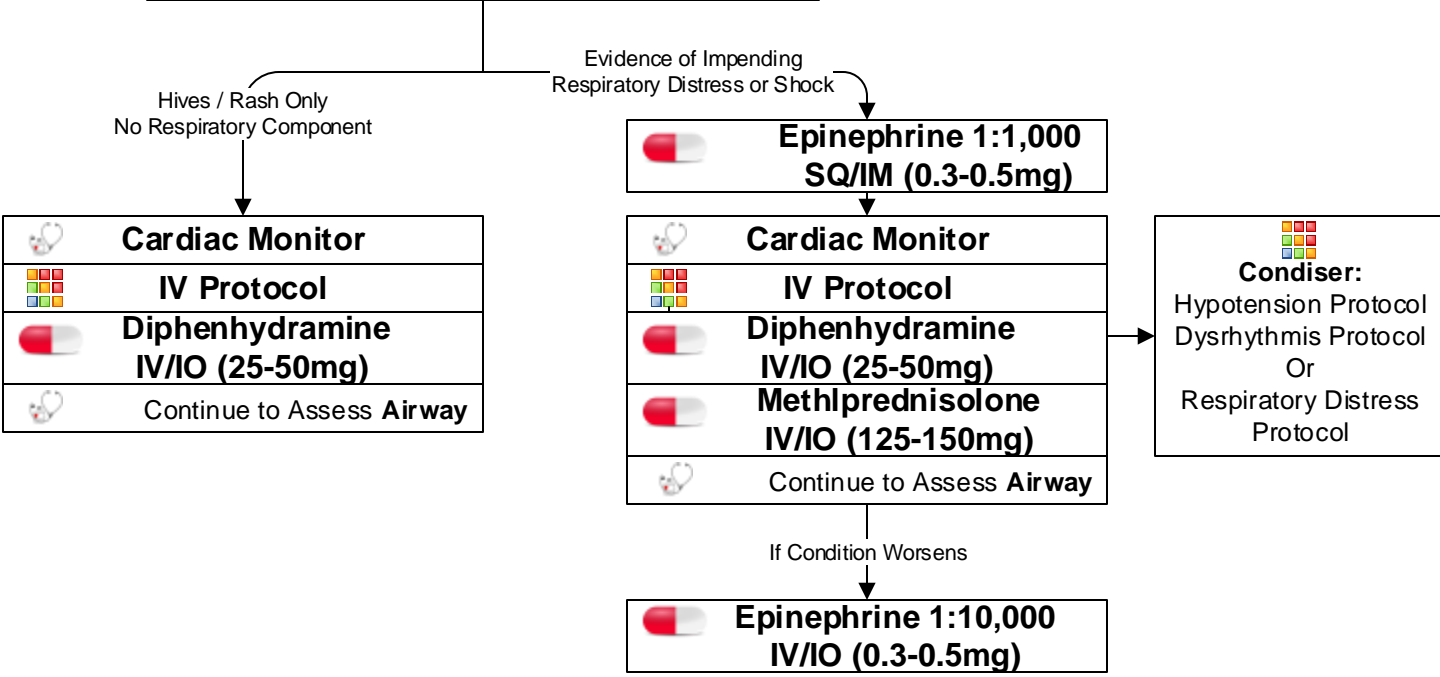 Evidence of Impending
Respiratory Distress or Shock
Hives / Rash Only
No Respiratory Component
Epinephrine 1:1,000
SQ/IM (0.3-0.5mg)
Cardiac Monitor
IV Protocol
Diphenhydramine
IV/IO (25-50mg)
Continue to Assess Airway
Cardiac Monitor
IV Protocol
Diphenhydramine
IV/IO (25-50mg)
Methlprednisolone
IV/IO (125-150mg)
Continue to Assess Airway
Condiser:
Hypotension Protocol
Dysrhythmis Protocol
Or
Respiratory Distress
Protocol
If Condition Worsens
Epinephrine 1:10,000
IV/IO (0.3-0.5mg)